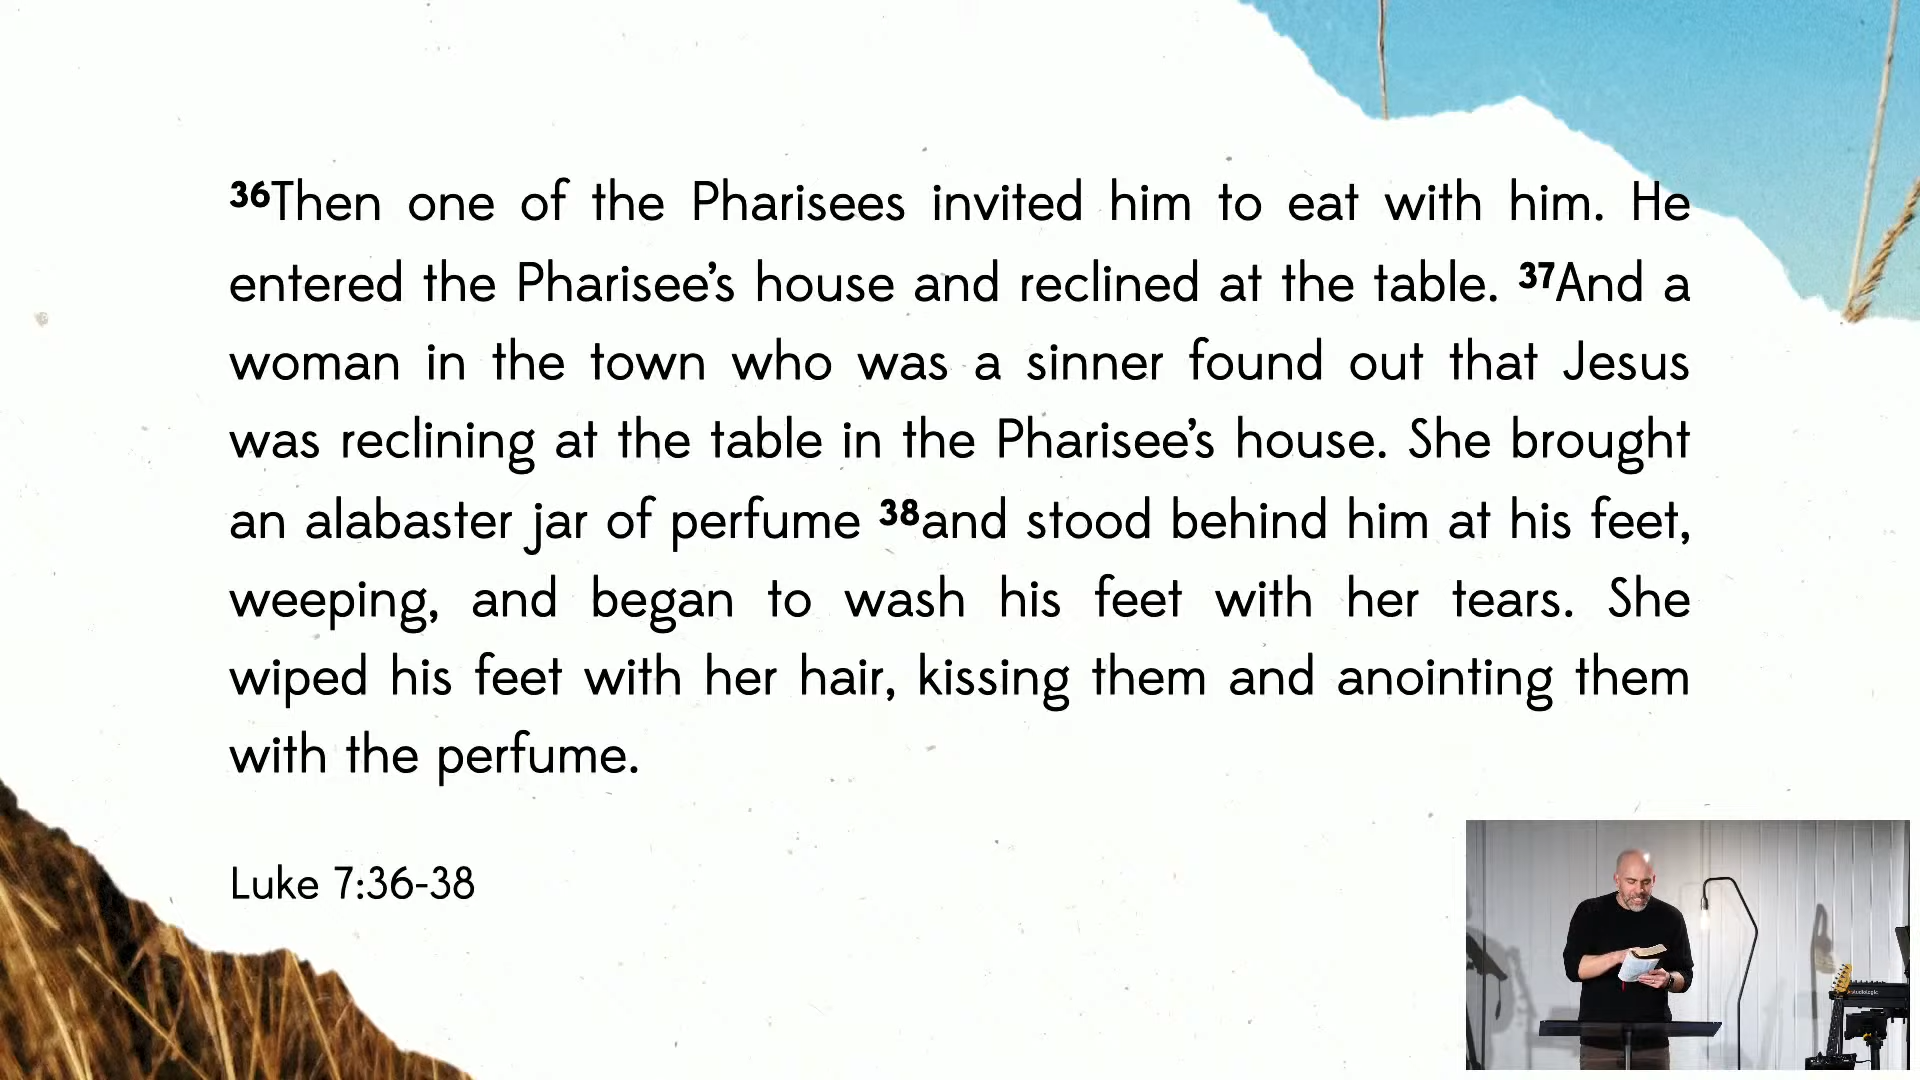 36Then one of the Pharisees invited him to eat with him. He
entered the Pharisee’s house and reclined at the table. 37And a
woman in the town who was a sinner found out that Jesus
was reclining at the table in the Pharisee’s house. She brought
an alabaster jar of perfume 38and stood behind him at his feet,
weeping, and began to wash his feet with her tears. She
wiped his feet with her hair, kissing them and anointing them
with the perfume.
Luke 7:36-38
studiologic